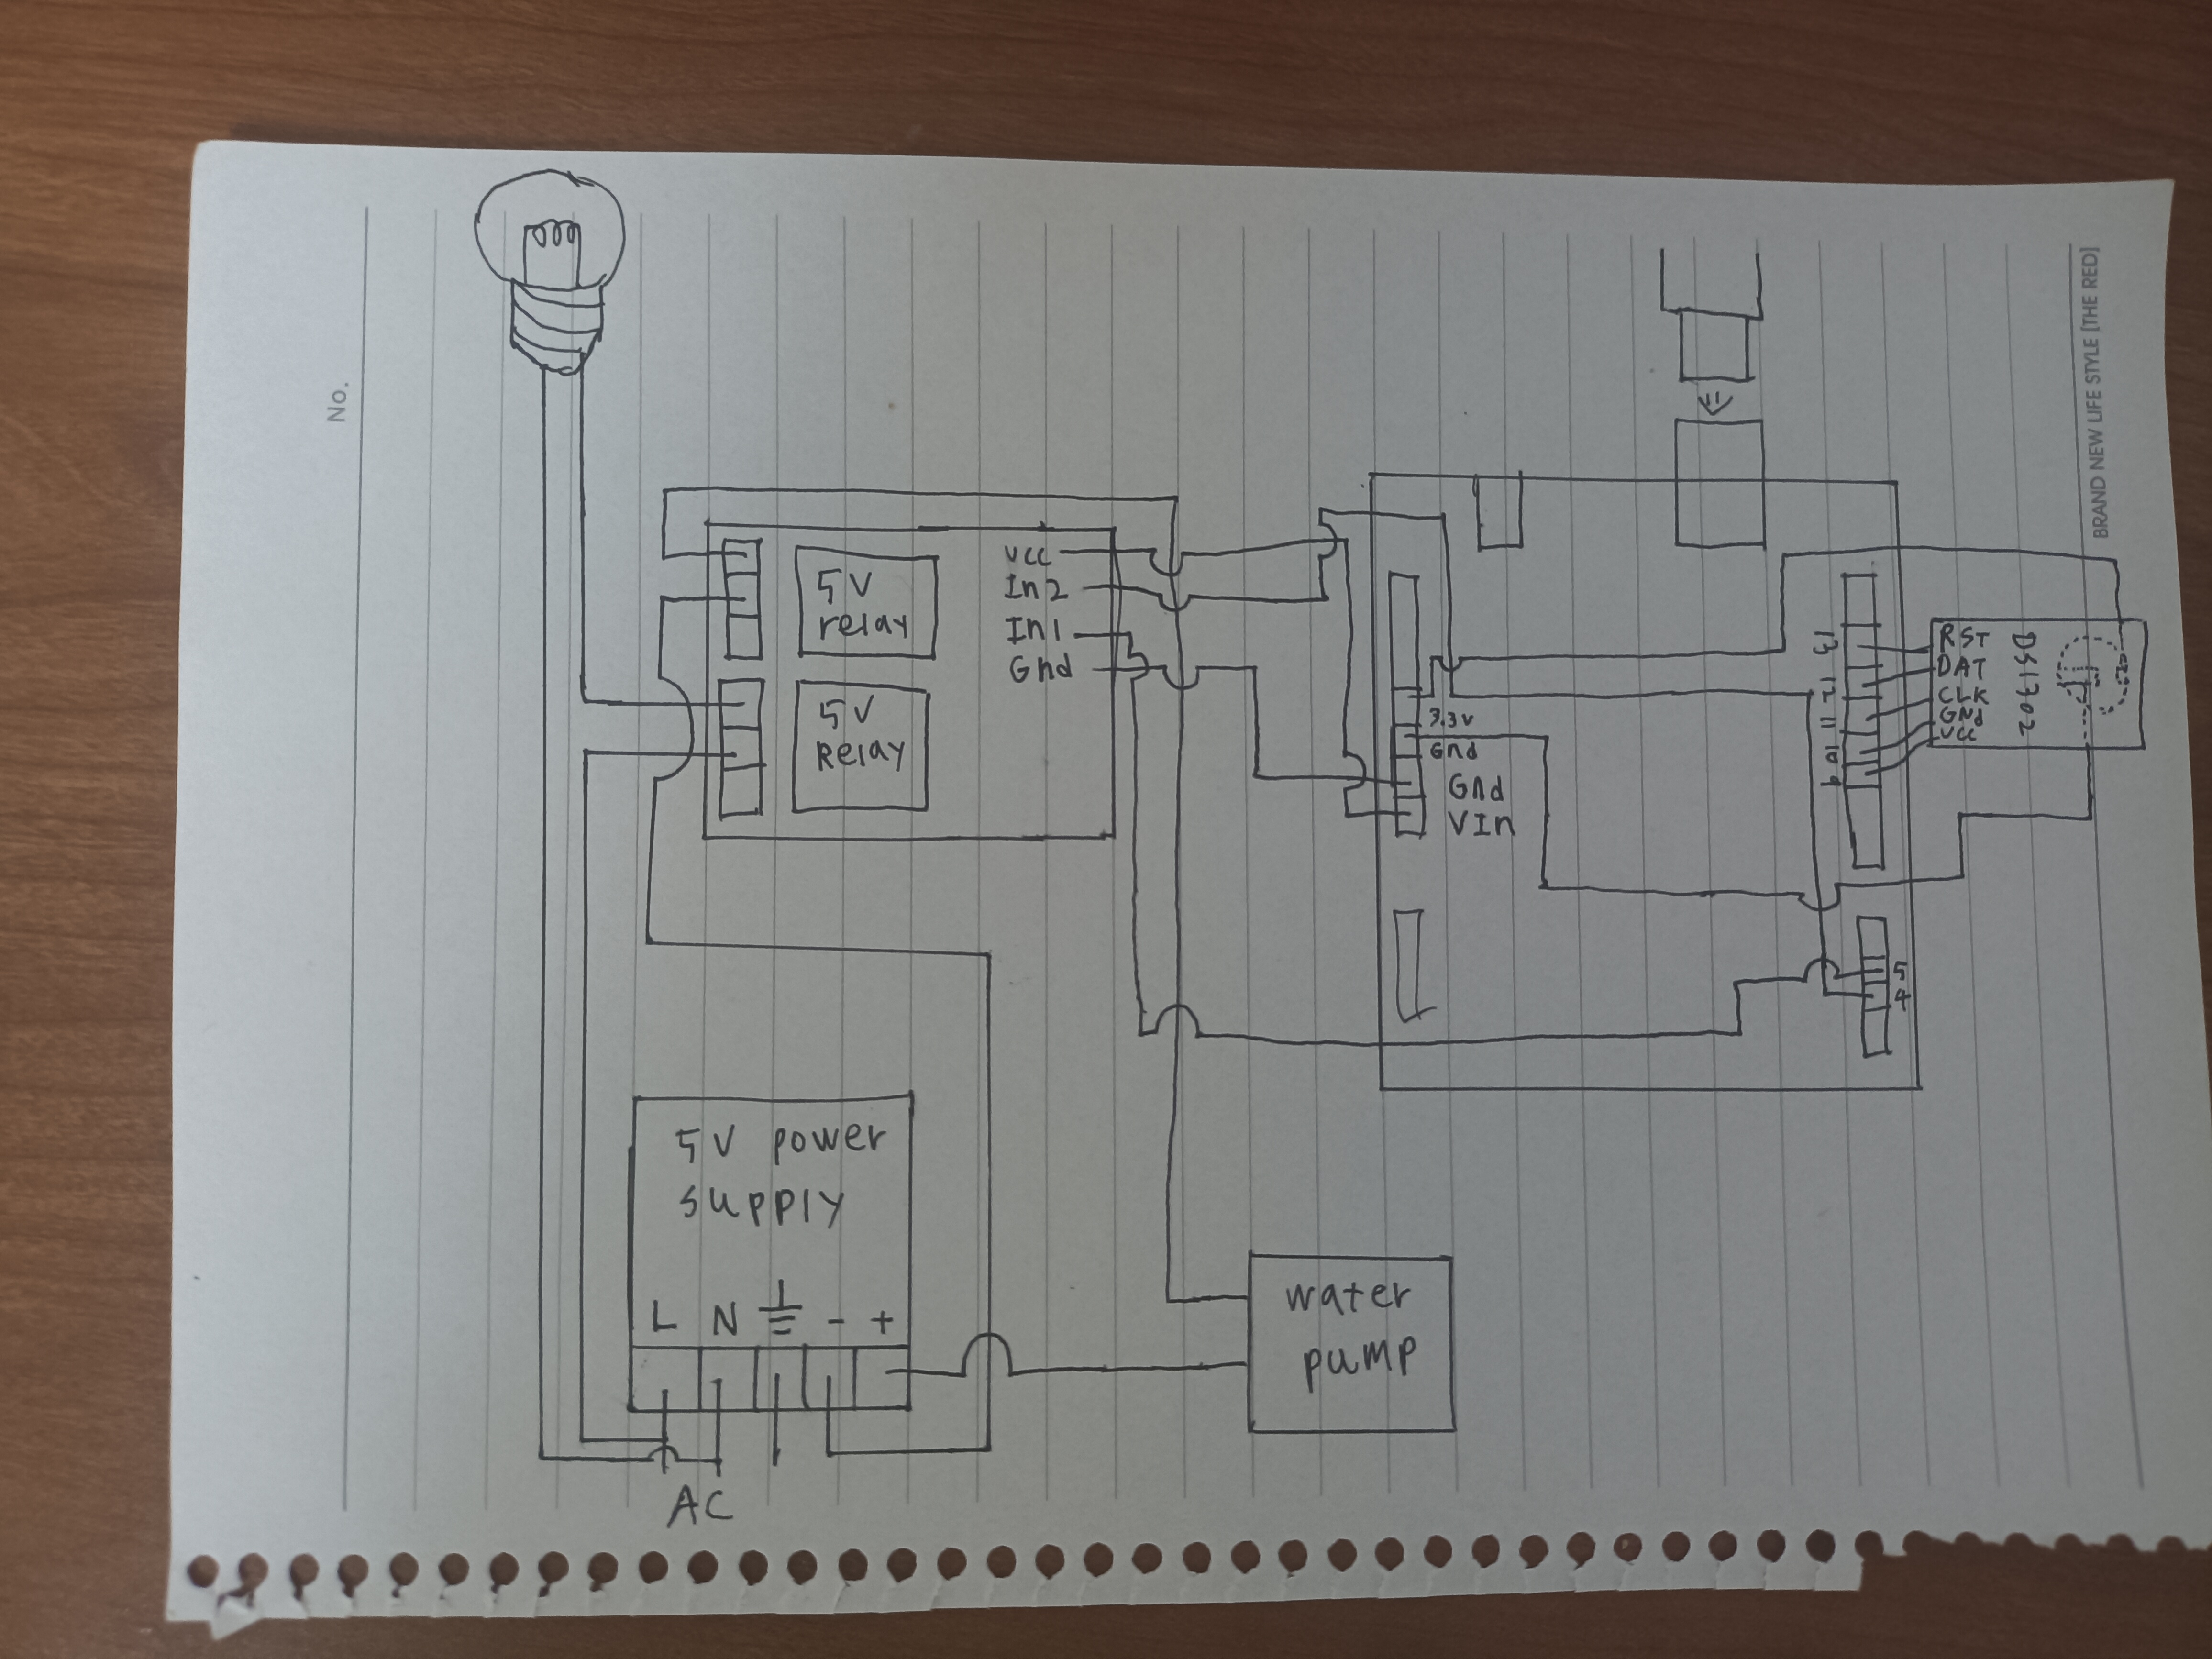 BRAND NEW LIFE STYLE [THE RED]
DS1702
RST
DAT
CLK
GNd
VCC
5
4
13 12 11 10 9
3.3V
Gnd
Gnd
VIn
water
pump
VCC
In2
In1
Gnd
5V
relay
5V
Relay
5V power
supply
L N - +
AC
No.